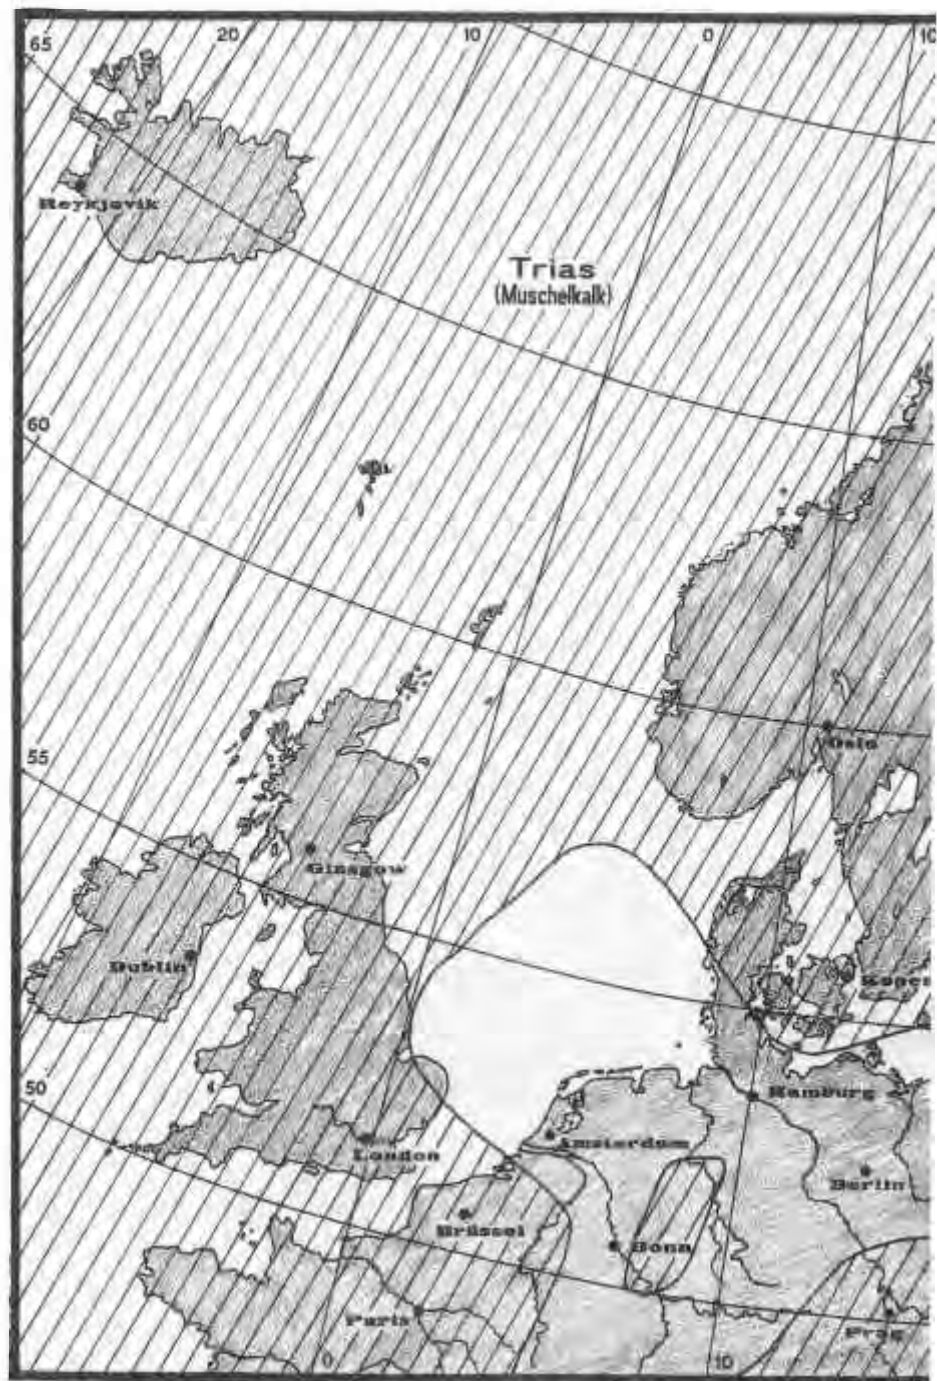 20 10 0 10
65
Reykjavik
Trias
(Muschelkalk)
60
Oslo
55
Glasgow
Dublin
Kopen
50
Hamburg
Amsterdam
London
Berlin
Brüssel
Bonn
Paris
Prag
0 10